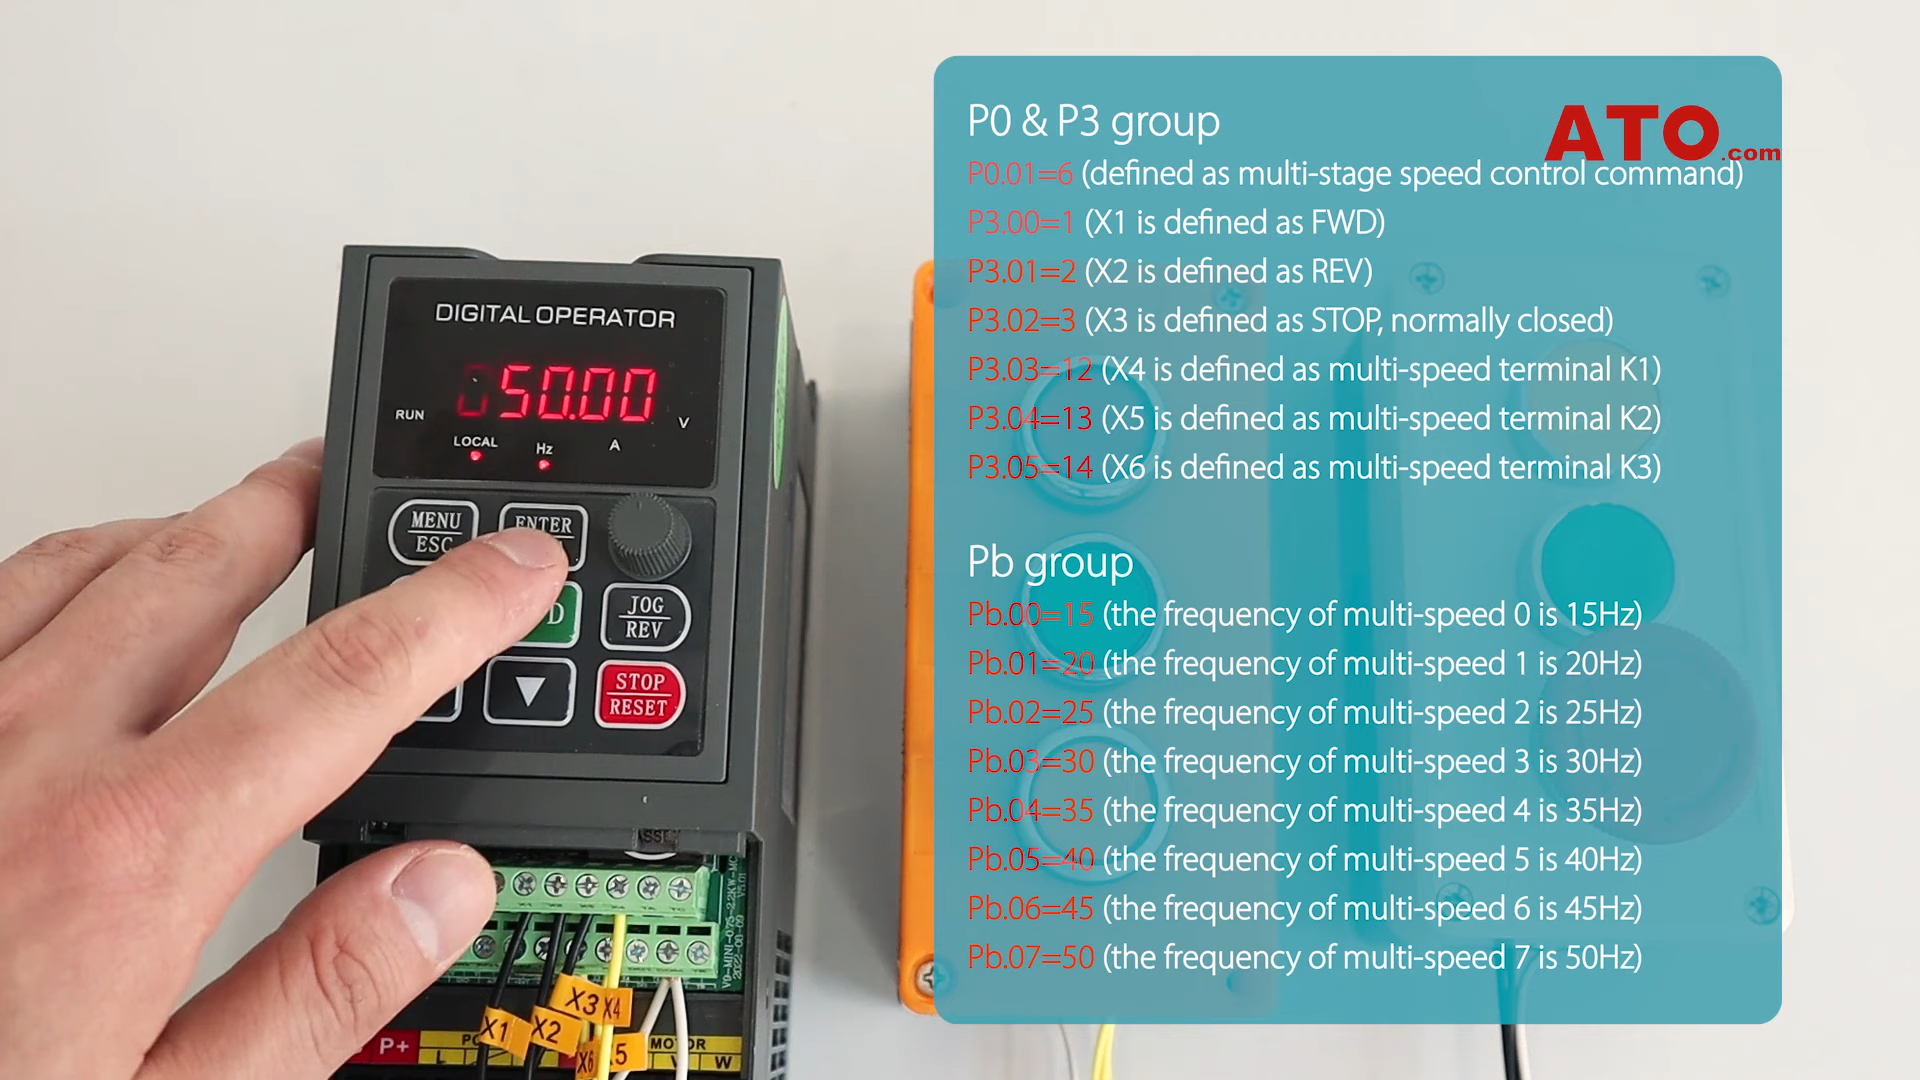 P0 & P3 group
ATO.com
P0.01=6 (defined as multi-stage speed control command)
P3.00=1 (X1 is defined as FWD)
P3.01=2 (X2 is defined as REV)
P3.02=3 (X3 is defined as STOP, normally closed)
P3.03=12 (X4 is defined as multi-speed terminal K1)
P3.04=13 (X5 is defined as multi-speed terminal K2)
P3.05=14 (X6 is defined as multi-speed terminal K3)
Pb group
Pb.00=15 (the frequency of multi-speed 0 is 15Hz)
Pb.01=20 (the frequency of multi-speed 1 is 20Hz)
Pb.02=25 (the frequency of multi-speed 2 is 25Hz)
Pb.03=30 (the frequency of multi-speed 3 is 30Hz)
Pb.04=35 (the frequency of multi-speed 4 is 35Hz)
Pb.05=40 (the frequency of multi-speed 5 is 40Hz)
Pb.06=45 (the frequency of multi-speed 6 is 45Hz)
Pb.07=50 (the frequency of multi-speed 7 is 50Hz)
DIGITAL OPERATOR
50.00
RUN
V
LOCAL
Hz
A
MENU
ESC
ENTER
JOG
REV
STOP
RESET
X3
X4
X1
X2
X6
X5
P+
L
MOTOR
W